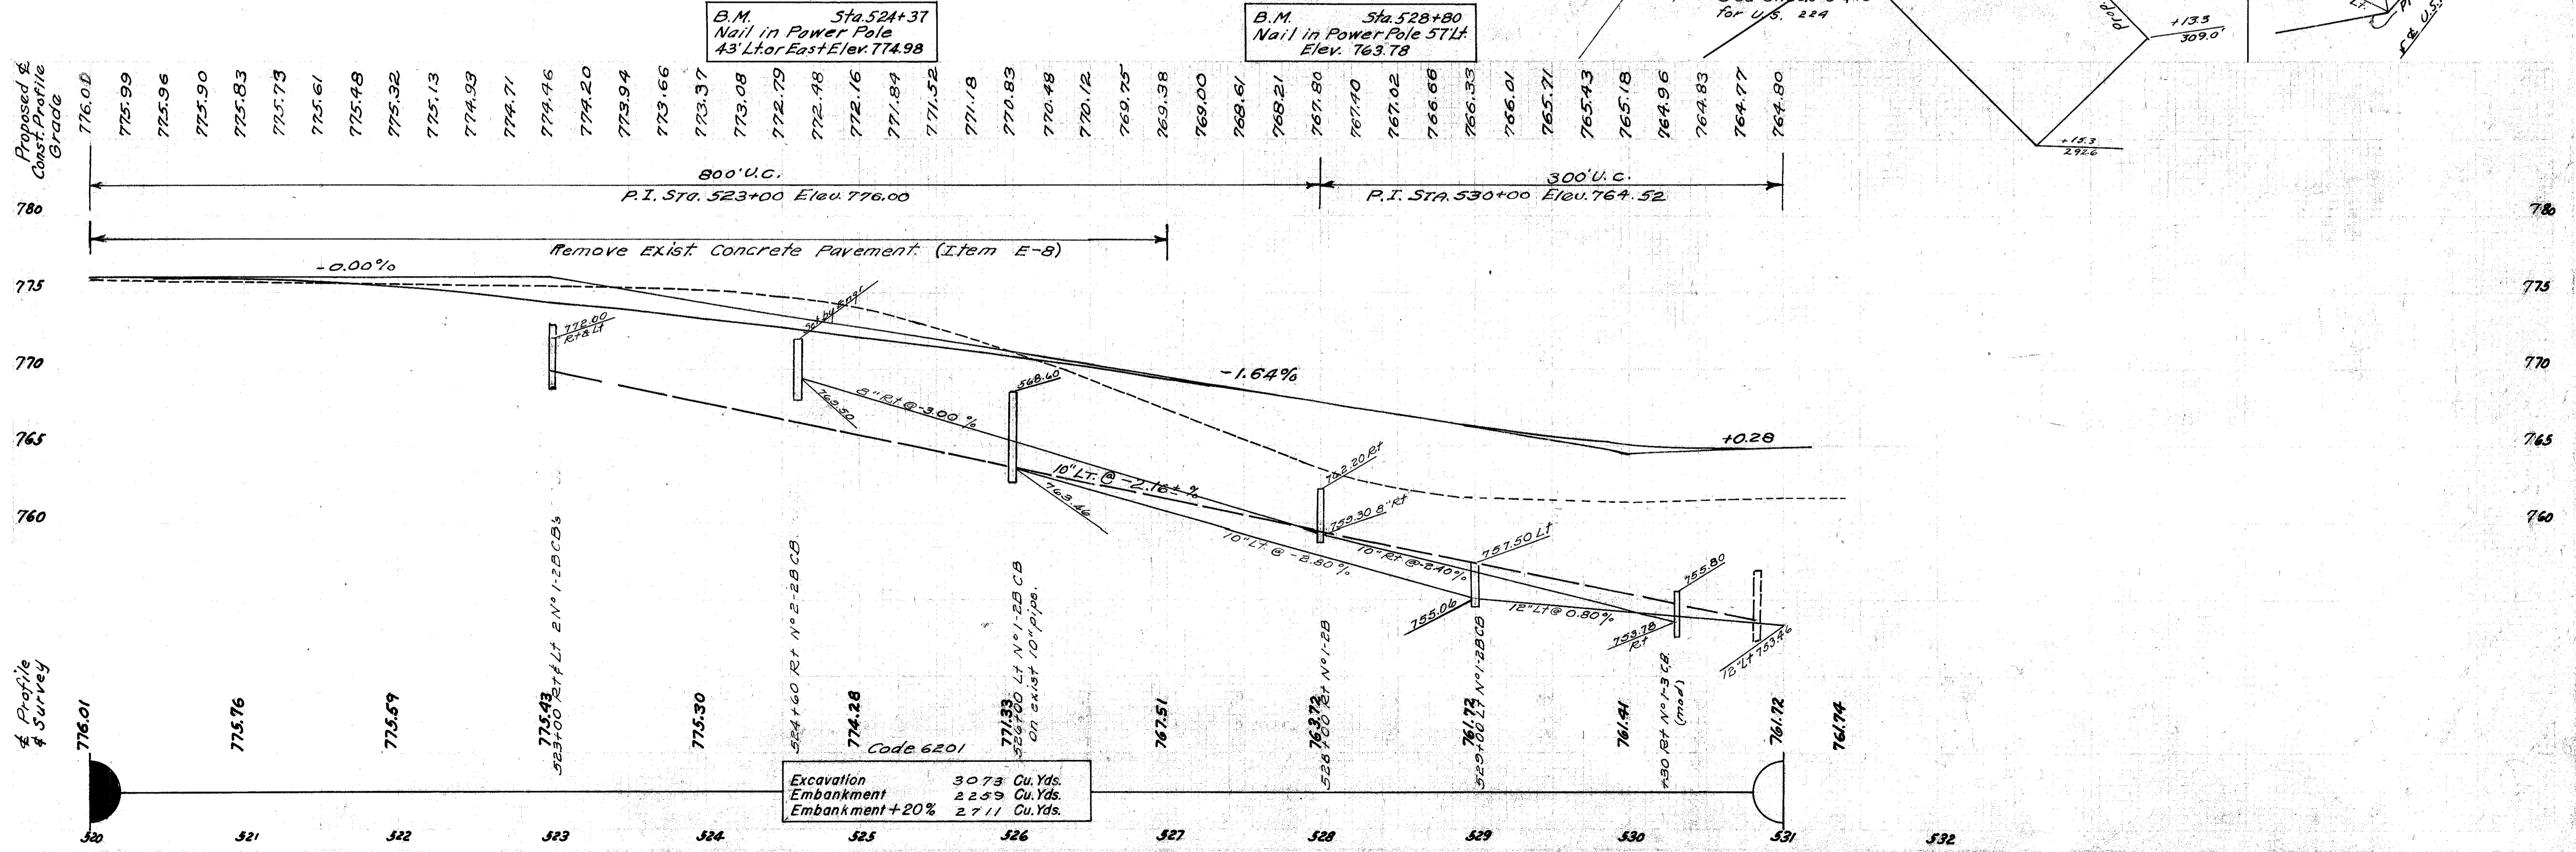 B.M. Sta.524+37
Nail in Power Pole
43' Lt or East Elev. 774.98
B.M. Sta.528+80
Nail in Power Pole 57' Lt.
Elev. 763.78
for U.S. 224
Prop.
+13.3
309.0'
+15.3
292.6
Proposed ₵
Const. Profile
Grade
776.00 775.99 775.96 775.90 775.83 775.73 775.61 775.48 775.32 775.13 774.93 774.71 774.46 774.20 773.94 773.66 773.37 773.08 772.79 772.48 772.16 771.84 771.52 771.18 770.83 770.48 770.12 769.75 769.38 769.00 768.61 768.21 767.80 767.40 767.02 766.66 766.33 766.01 765.71 765.43 765.18 764.96 764.83 764.77 764.80
800' U.C.
P.I. Sta. 523+00 Elev. 776.00
300' U.C.
P.I. STA. 530+00 Elev. 764.52
780
780
Remove Exist. Concrete Pavement (Item E-8)
-0.00%
775
775
Set by Engr
772.00
Rt & Lt
770
770
-1.64%
568.60
8" Rt @ -3.00 %
765
765
+0.28
10" LT. @ -2.16± %
763.46
762.20 Rt
760
760
759.30 8" Rt
10" Lt. @ -2.80%
10" Rt @ -2.40%
757.50 Lt
755.80
755.06
12" Lt @ 0.80%
753.78
Rt
12" Lt 753.46
523+00 Rt & Lt 2 Nº 1-2B CB's
524+60 Rt Nº 2-2B CB.
526+00 Lt Nº 1-2B CB
on exist 10" pips.
528+00 Rt Nº 1-2B
529+00 Lt Nº 1-2B CB
+30 Rt Nº 1-3 C.B.
(mod)
₵ Profile
₵ Survey
776.01 775.76 775.59 775.43 775.30 774.28 771.33 767.51 763.72 761.72 761.41 761.72 761.74
Code 6201
Excavation 3073 Cu.Yds.
Embankment 2259 Cu.Yds.
Embankment + 20% 2711 Cu.Yds.
520 521 522 523 524 525 526 527 528 529 530 531 532